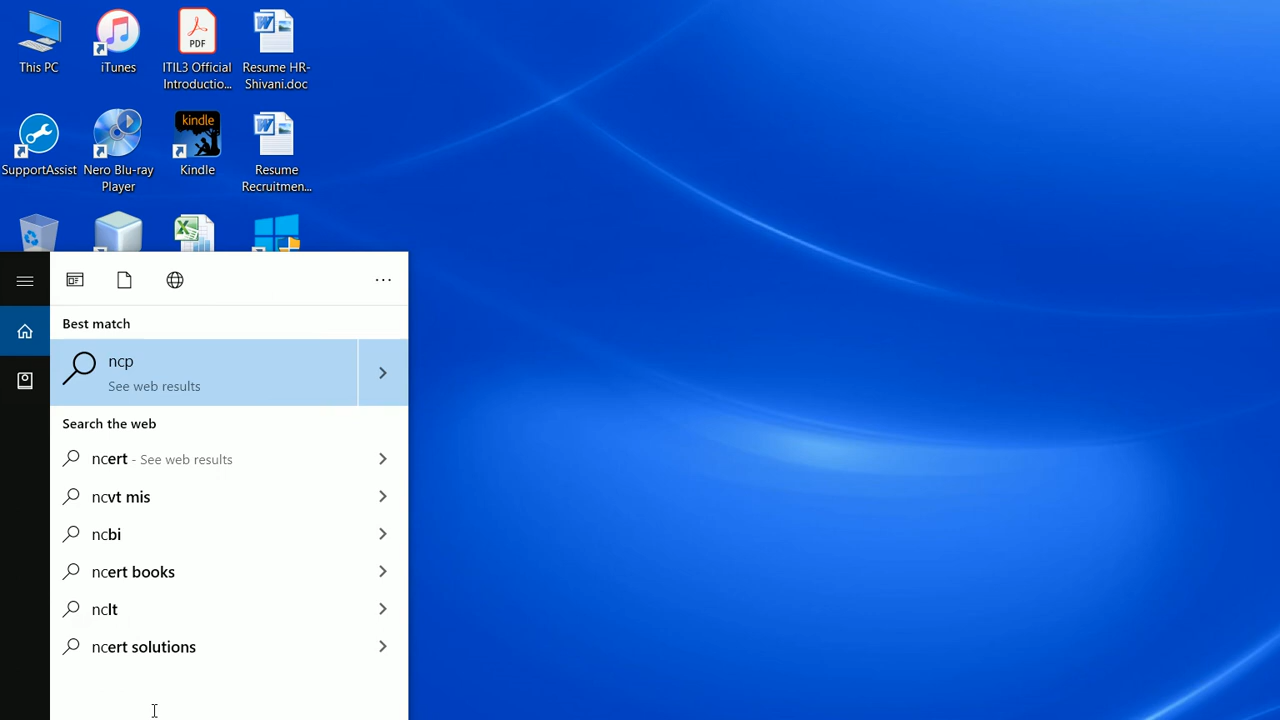 This PC
iTunes
PDF
ITIL3 Official
Introductio...
Resume HR-
Shivani.doc
SupportAssist
Nero Blu-ray
Player
kindle
Kindle
Resume
Recruitmen...
Best match
ncp
See web results
Search the web
ncert - See web results
ncvt mis
ncbi
ncert books
nclt
ncert solutions